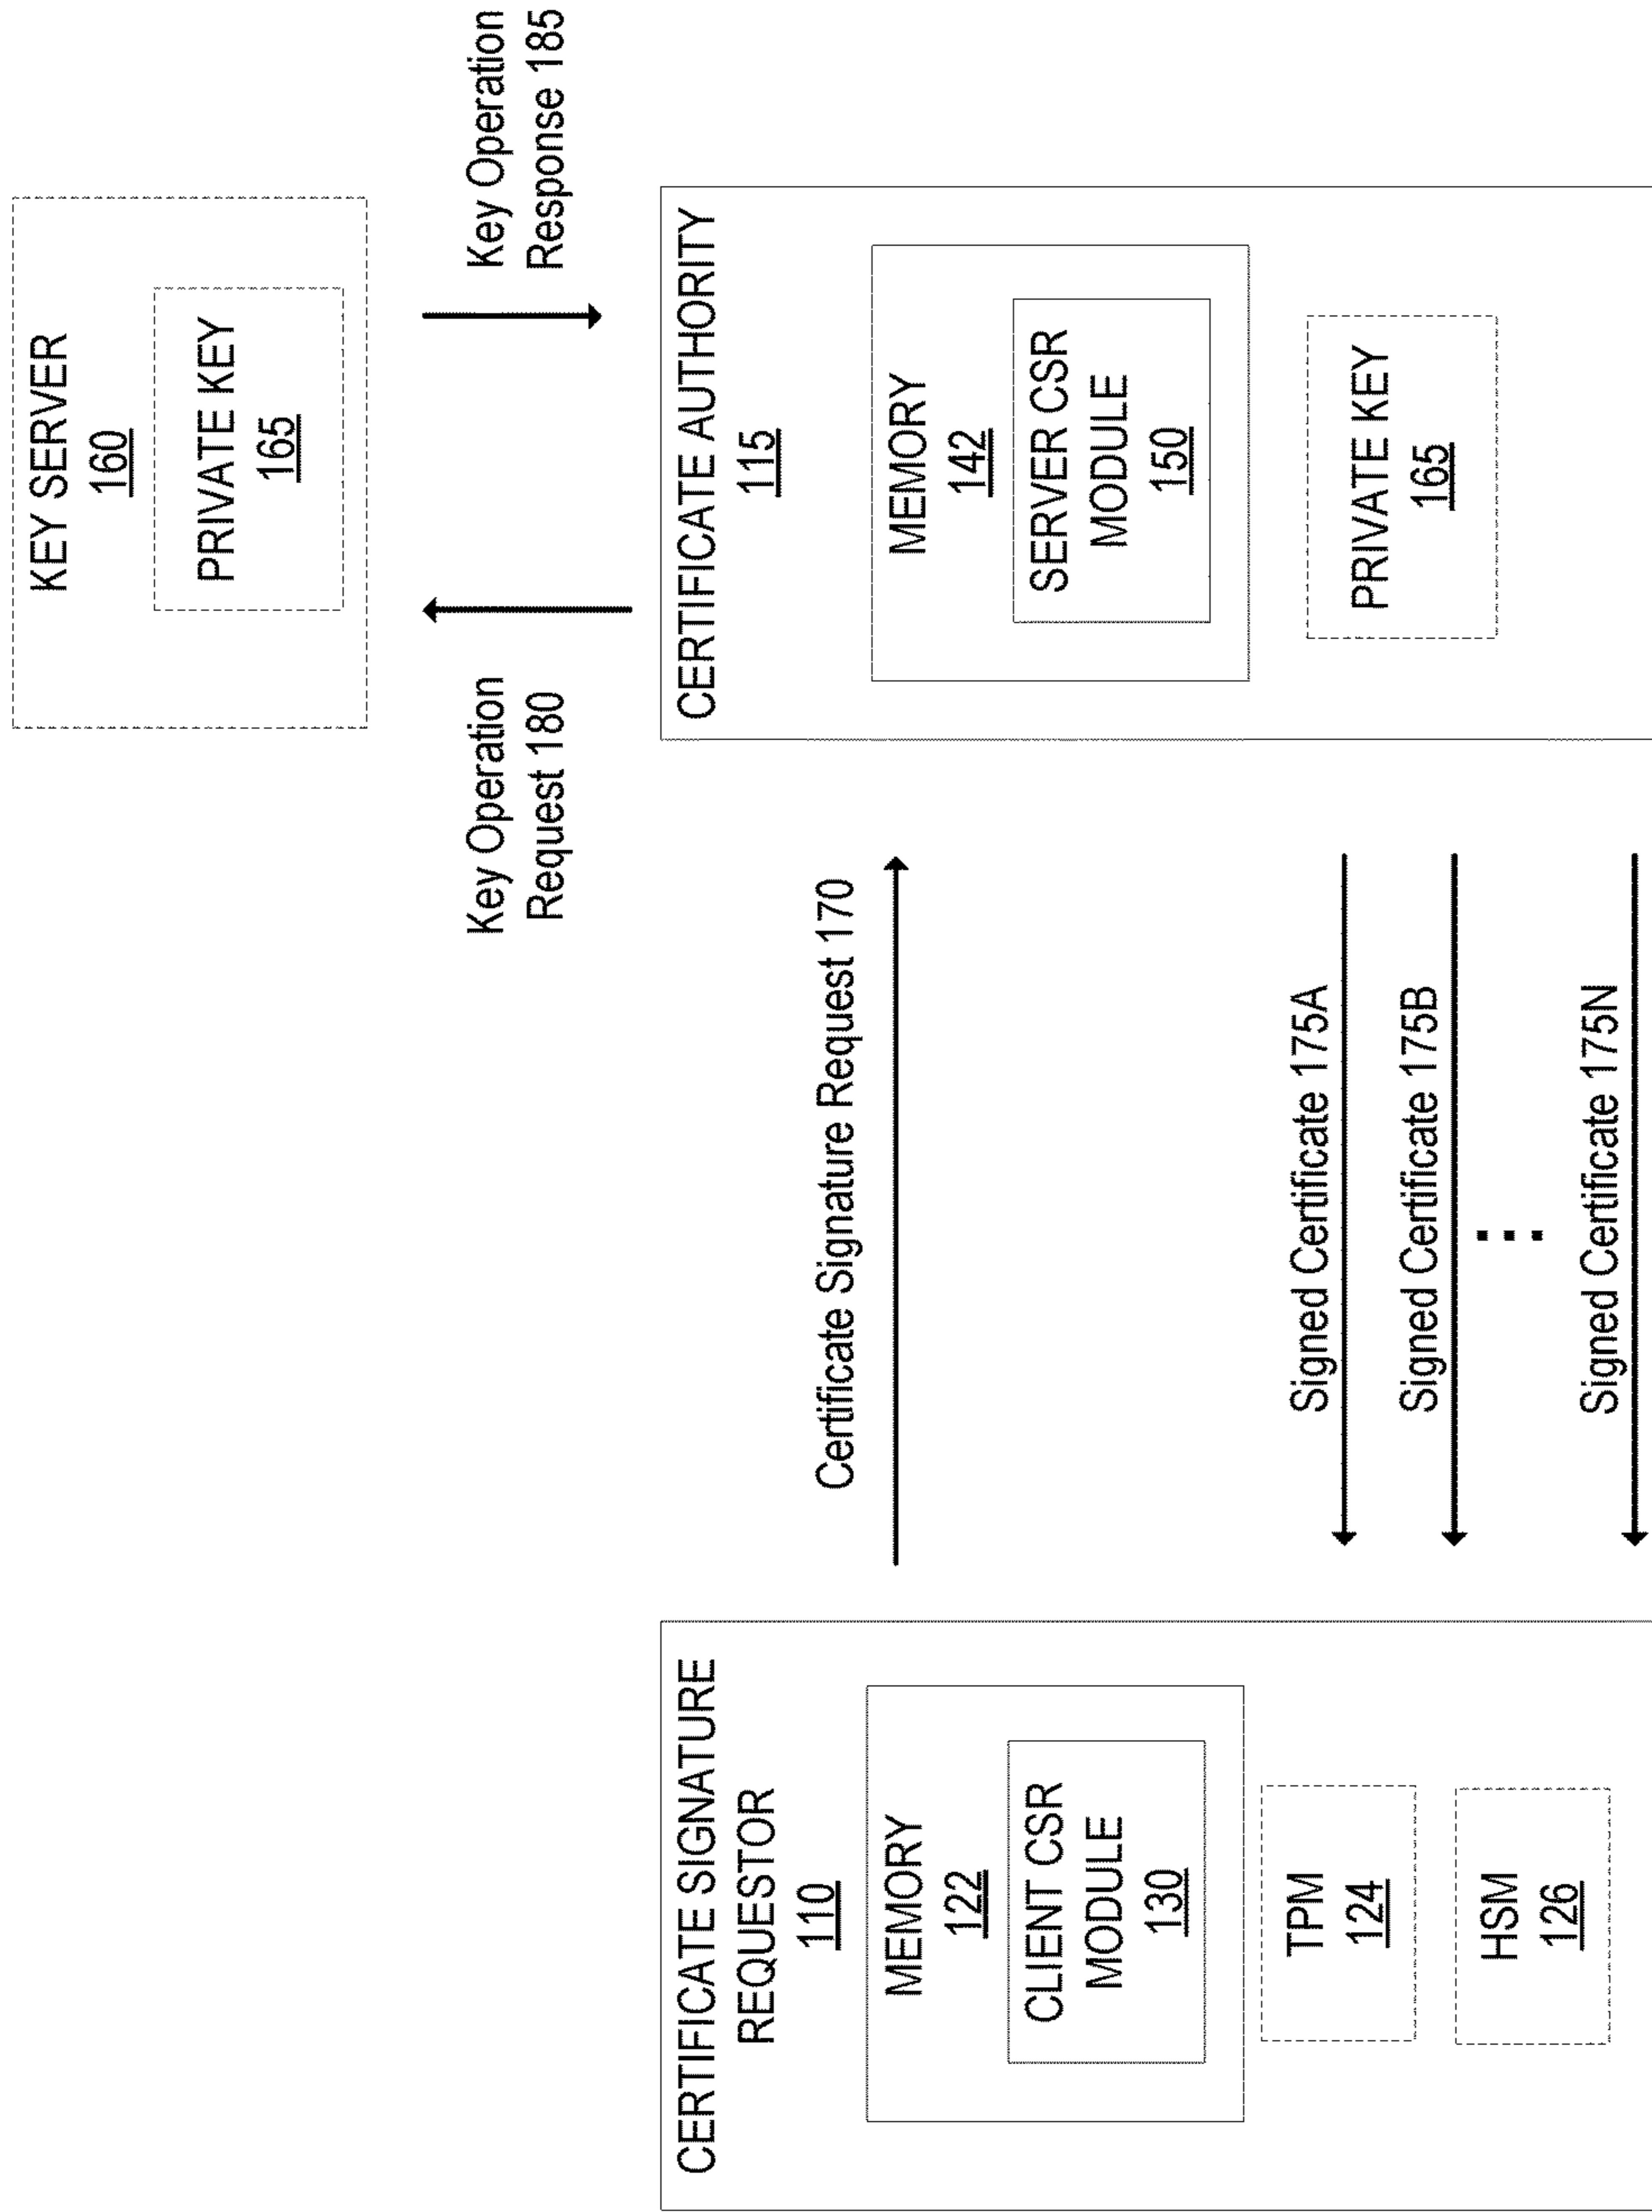 KEY SERVER
160
PRIVATE KEY
165
Key Operation
Request 180
Key Operation
Response 185
CERTIFICATE SIGNATURE
REQUESTOR
110
MEMORY
122
CLIENT CSR
MODULE
130
TPM
124
HSM
126
Certificate Signature Request 170
Signed Certificate 175A
Signed Certificate 175B
Signed Certificate 175N
CERTIFICATE AUTHORITY
115
MEMORY
142
SERVER CSR
MODULE
150
PRIVATE KEY
165